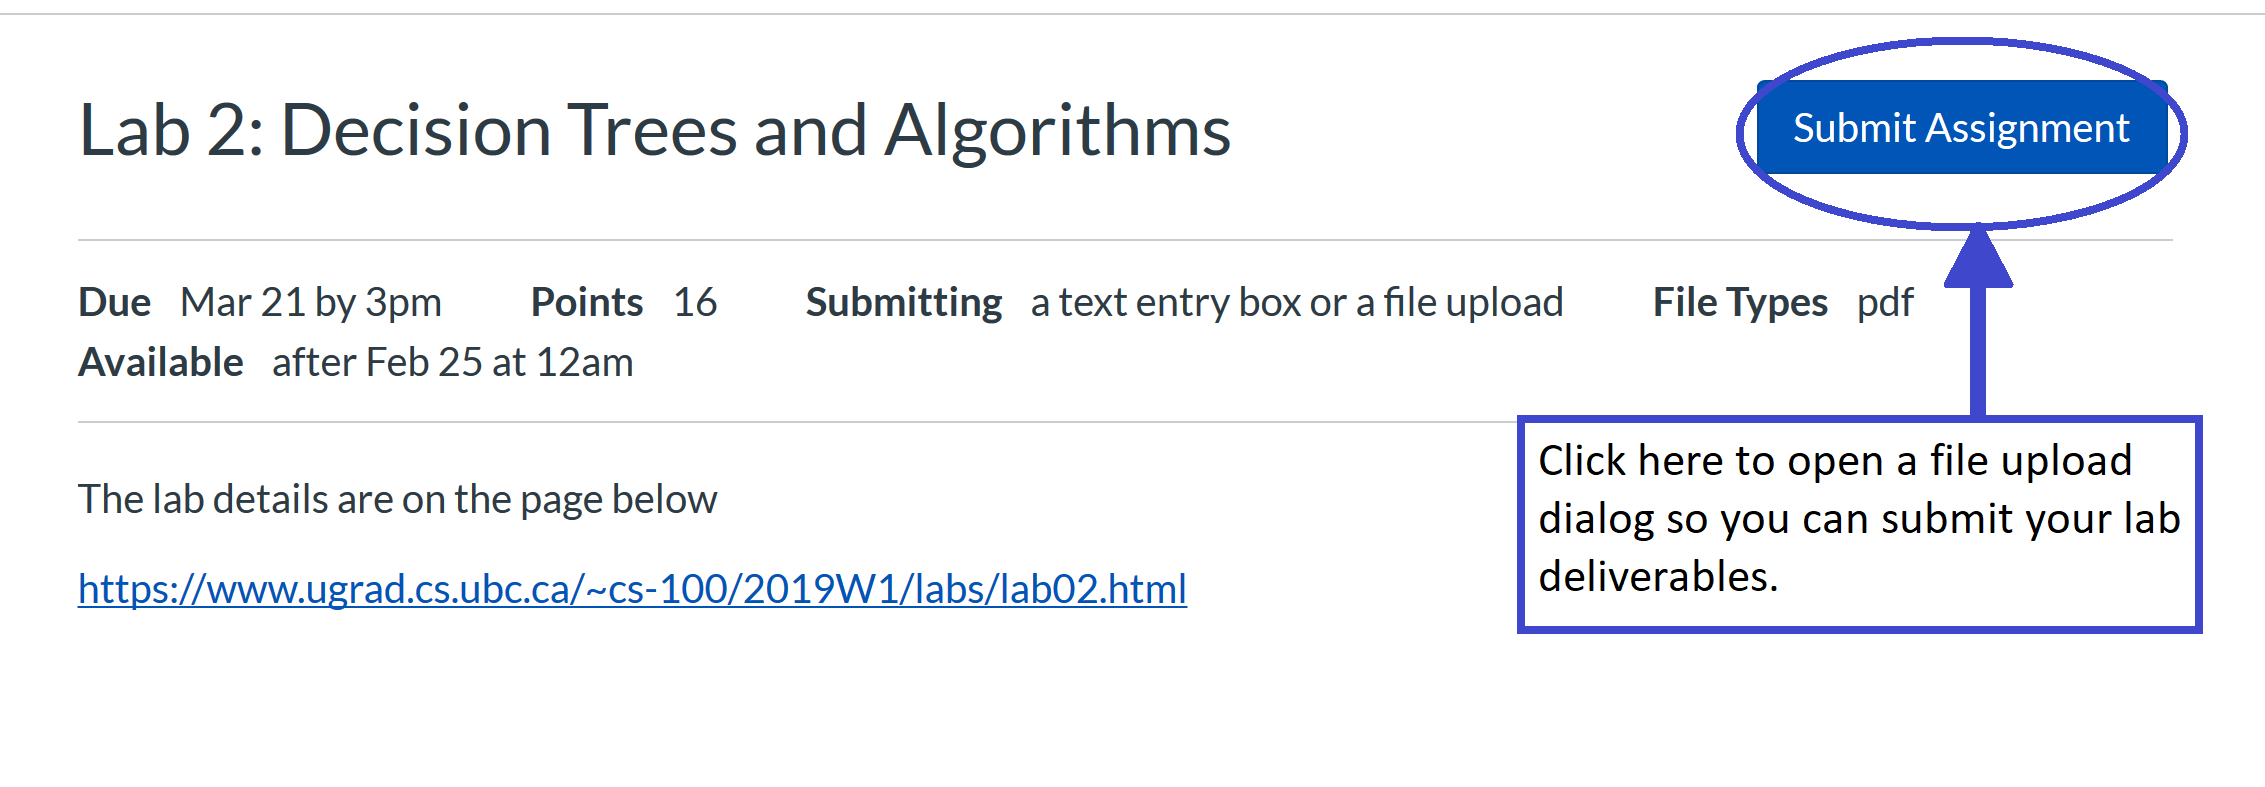 Lab 2: Decision Trees and Algorithms
Submit Assignment
Due Mar 21 by 3pm Points 16 Submitting a text entry box or a file upload File Types pdf
Available after Feb 25 at 12am
The lab details are on the page below
https://www.ugrad.cs.ubc.ca/~cs-100/2019W1/labs/lab02.html
Click here to open a file upload
dialog so you can submit your lab
deliverables.